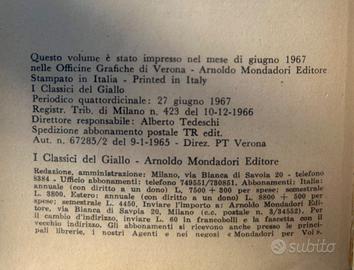 Questo volume è stato impresso nel mese di giugno 1967
nelle Officine Grafiche di Verona - Arnoldo Mondadori Editore
Stampato in Italia - Printed in Italy
I Classici del Giallo
Periodico quattordicinale: 27 giugno 1967
Registr. Trib. di Milano n. 423 del 10-12-1966
Direttore responsabile: Alberto Tedeschi
Spedizione abbonamento postale TR edit.
Aut. n. 67285/2 del 9-1-1965 - Direz. PT Verona
I Classici del Giallo - Arnoldo Mondadori Editore
Redazione, amministrazione: Milano, via Bianca di Savoia 20 - telefono
8384 - Ufficio abbonamenti: telefono 749551/780851. Abbonamenti: Italia:
annuale (con diritto a un dono) L. 7500 + 300 per spese; semestrale
L. 3850. Estero: annuale (con diritto a un dono) L. 8800 + 500 per
spese; semestrale L. 4450. Inviare l'importo a: Arnoldo Mondadori Edi-
tore, via Bianca di Savoia 20, Milano (c.c. postale n. 3/34552). Per
il cambio d'indirizzo, inviare L. 60 in francobolli e la fascetta con il
vecchio indirizzo. Gli abbonamenti si ricevono anche presso le princi-
pali librerie, i nostri Agenti e nei negozi «Mondadori per Voi».
subito